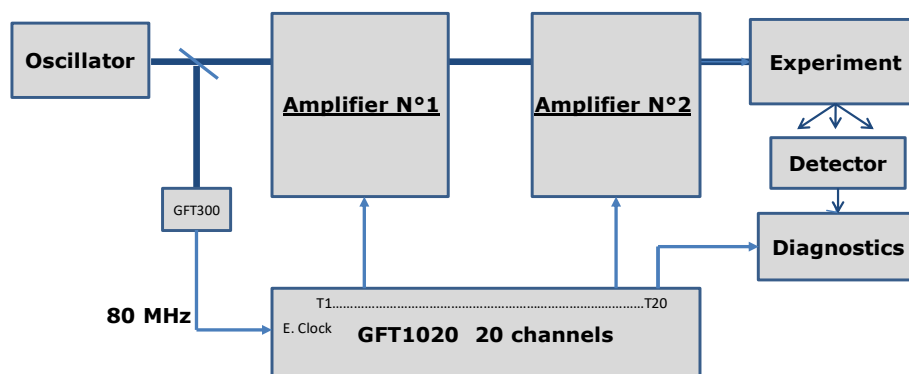 Oscillator
Amplifier N°1
Amplifier N°2
Experiment
Detector
GFT300
Diagnostics
T1……………………………………………………………………………………T20
80 MHz
E. Clock
GFT1020  20 channels